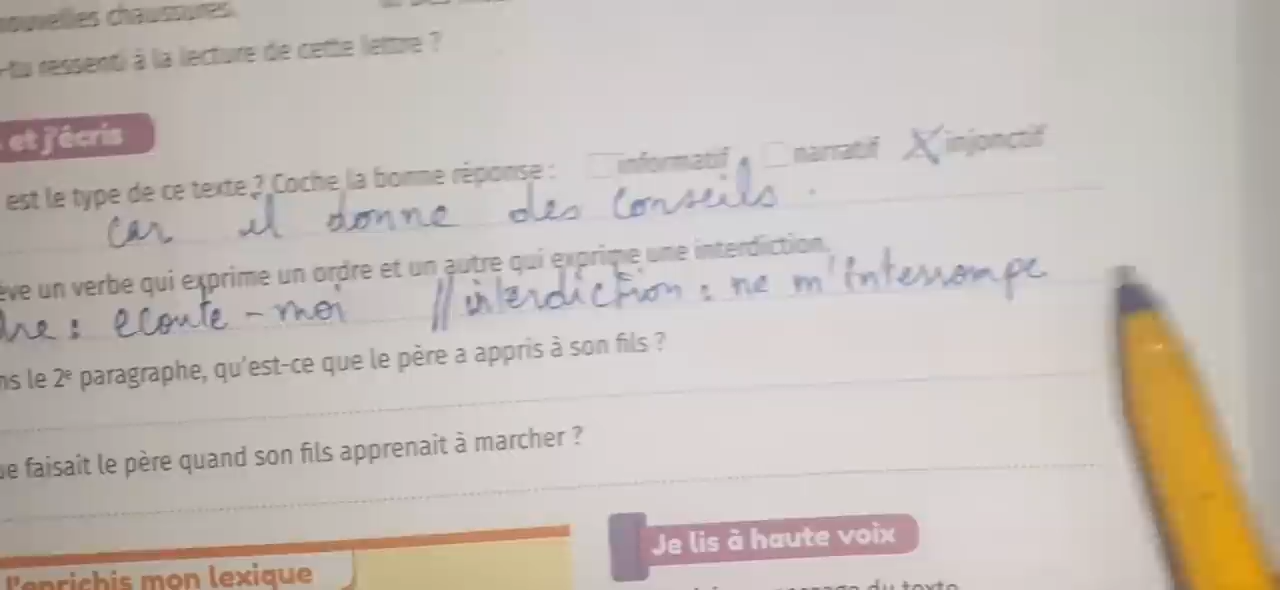 nouvelles chaussures.
-tu ressenti à la lecture de cette lettre ?
et j'écris
est le type de ce texte ? Coche la bonne réponse : informatif narratif injonctif
car il donne des conseils.
ève un verbe qui exprime un ordre et un autre qui exprime une interdiction.
dre : ecoute-moi // interdiction : ne m'interrompe
ns le 2e paragraphe, qu'est-ce que le père a appris à son fils ?
ue faisait le père quand son fils apprenait à marcher ?
Je lis à haute voix
J'enrichis mon lexique
du texte